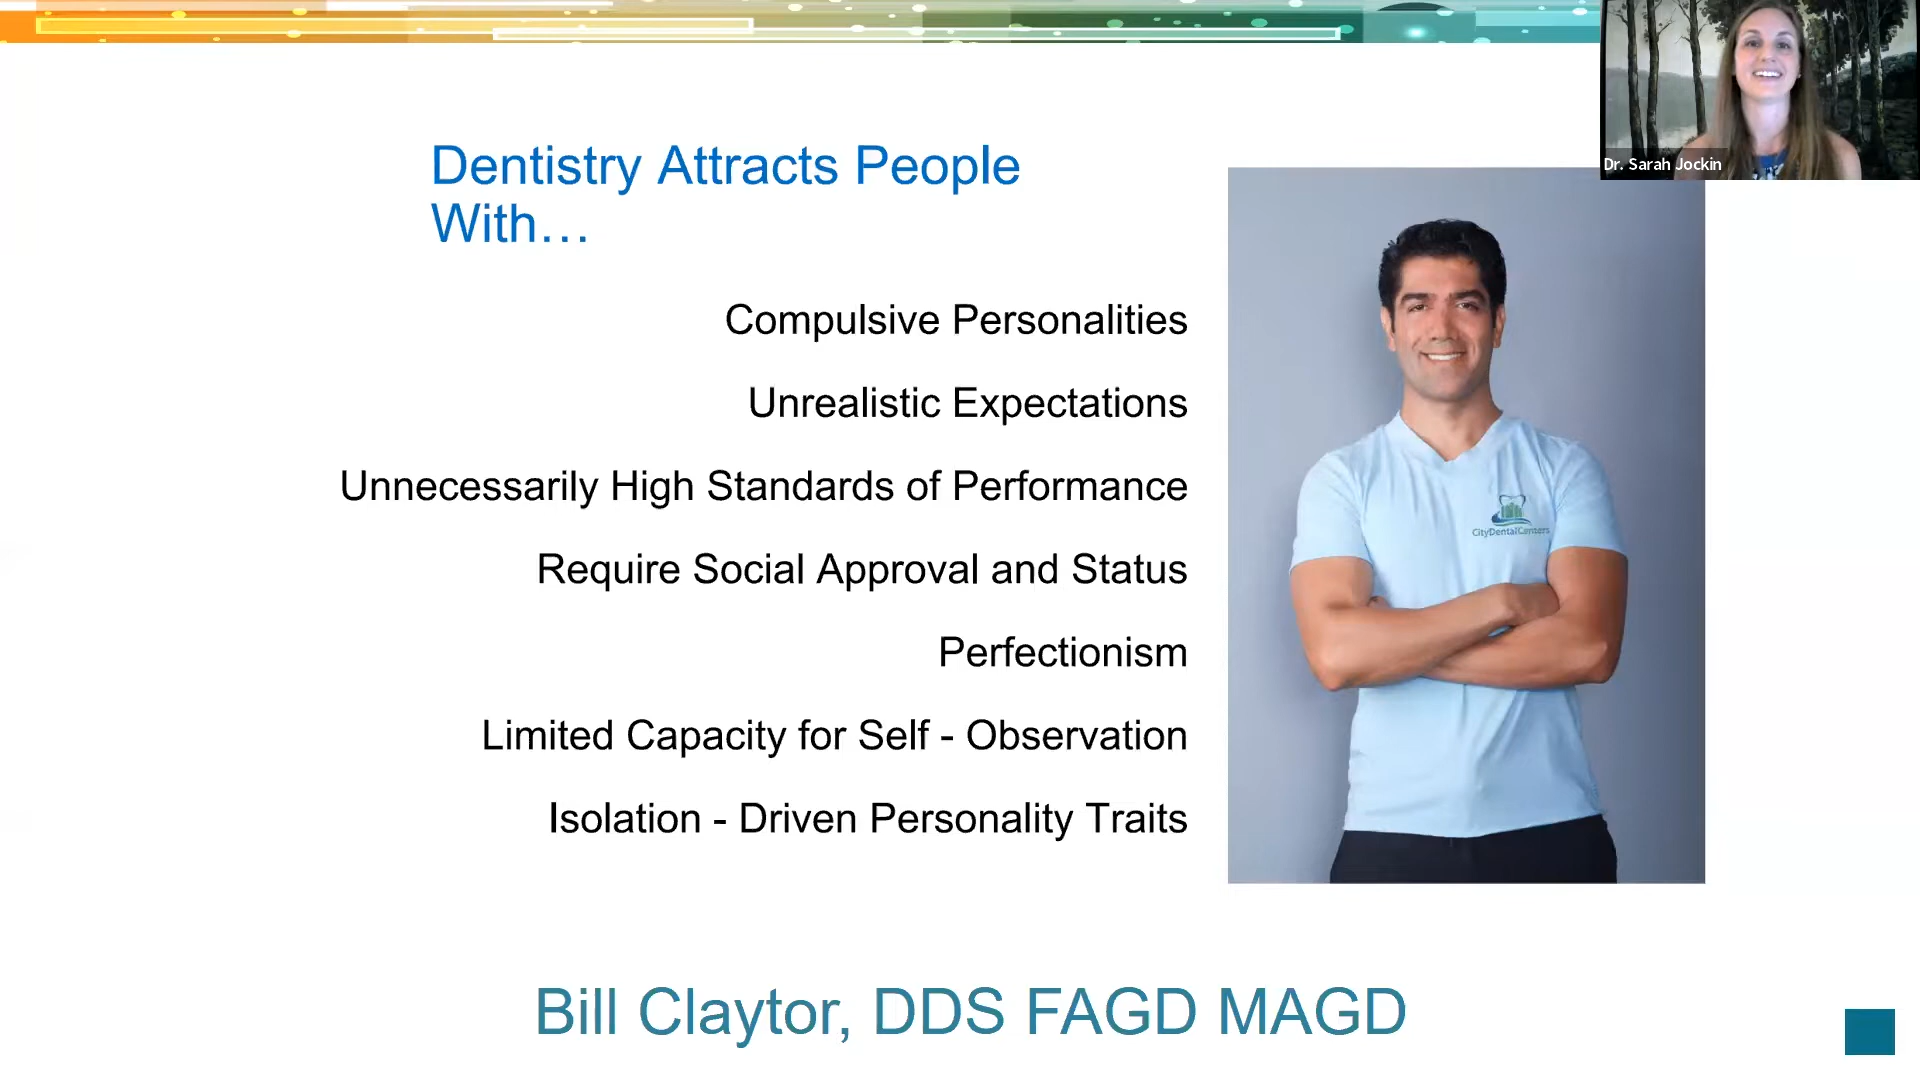 Dr. Sarah Jockin
Dentistry Attracts People
With…
Compulsive Personalities
Unrealistic Expectations
Unnecessarily High Standards of Performance
Require Social Approval and Status
Perfectionism
Limited Capacity for Self - Observation
Isolation - Driven Personality Traits
CityDentalCenters
Bill Claytor, DDS FAGD MAGD